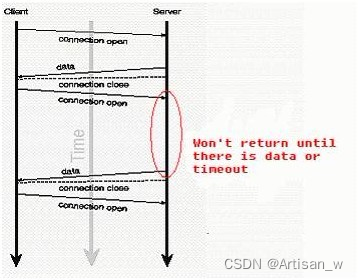 Client
Server
connection open
data
connection close
connection open
Time
Won't return until
there is data or
timeout
data
connection close
connection open
CSDN @Artisan_w